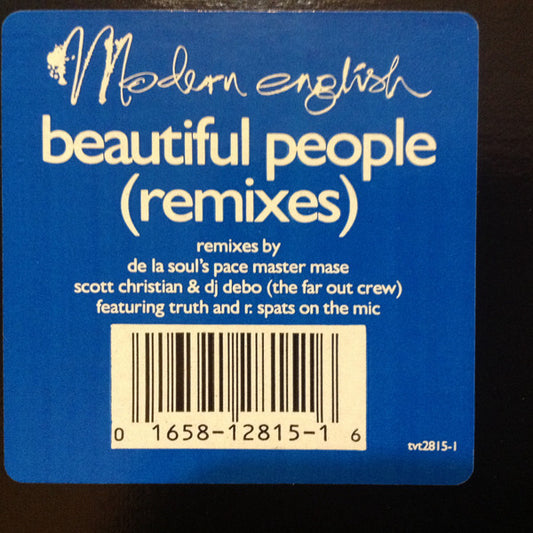 Modern english
beautiful people
(remixes)
remixes by
de la soul's pace master mase
scott christian & dj debo (the far out crew)
featuring truth and r. spats on the mic
0 1658-12815-1 6
tvt2815-1